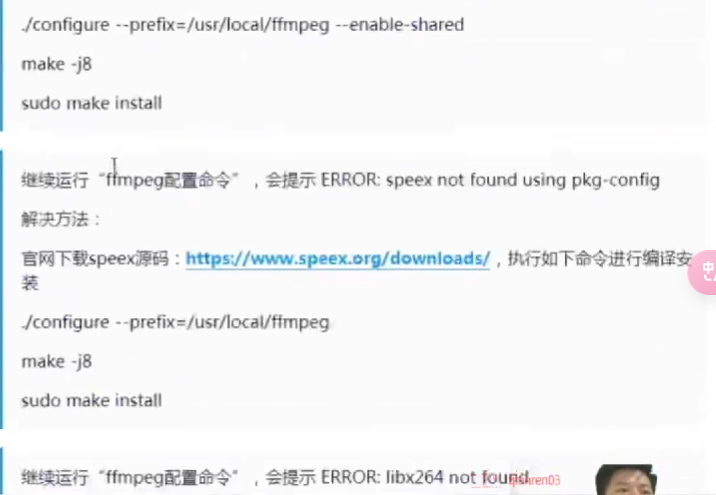 ./configure --prefix=/usr/local/ffmpeg --enable-shared
make -j8
sudo make install
继续运行“ffmpeg配置命令”，会提示 ERROR: speex not found using pkg-config
解决方法：
官网下载speex源码：https://www.speex.org/downloads/，执行如下命令进行编译安
装
./configure --prefix=/usr/local/ffmpeg
make -j8
sudo make install
继续运行“ffmpeg配置命令”，会提示 ERROR: libx264 not found